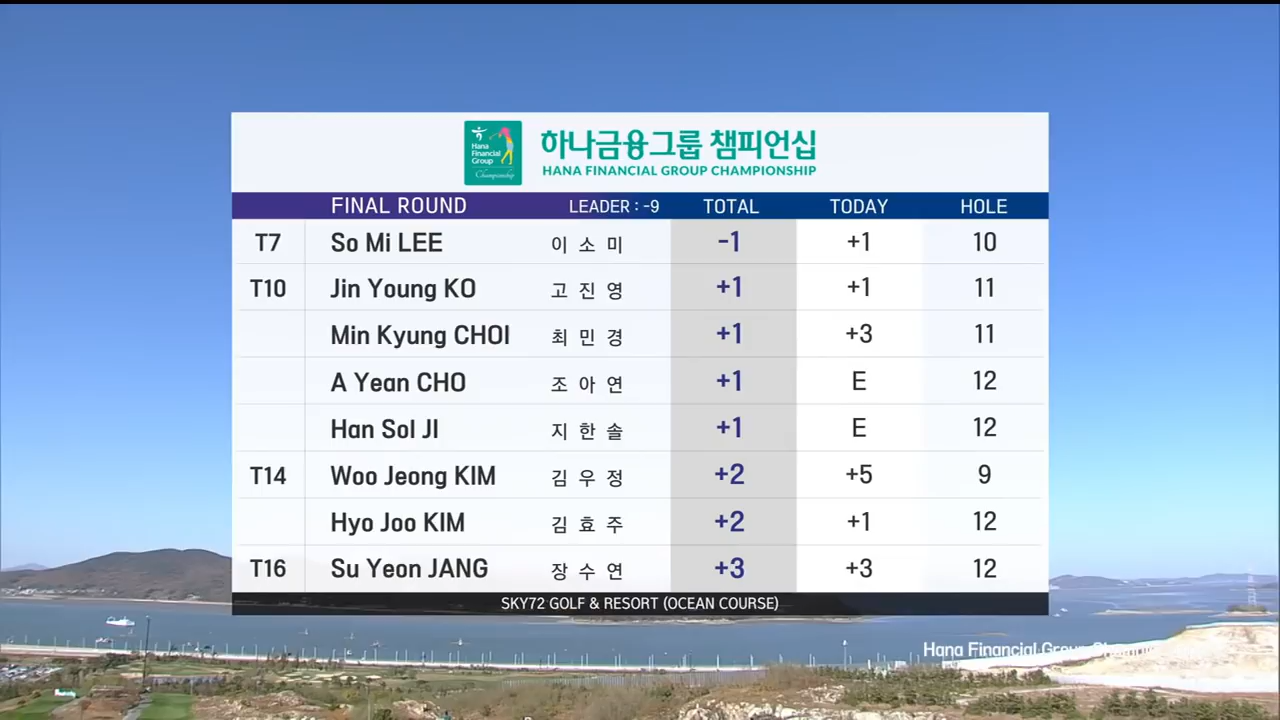 Hana
Financial
Group
Championship
하나금융그룹 챔피언십
HANA FINANCIAL GROUP CHAMPIONSHIP
FINAL ROUND LEADER : -9 TOTAL TODAY HOLE
T7 So Mi LEE 이 소 미 -1 +1 10
T10 Jin Young KO 고 진 영 +1 +1 11
Min Kyung CHOI 최 민 경 +1 +3 11
A Yean CHO 조 아 연 +1 E 12
Han Sol JI 지 한 솔 +1 E 12
T14 Woo Jeong KIM 김 우 정 +2 +5 9
Hyo Joo KIM 김 효 주 +2 +1 12
T16 Su Yeon JANG 장 수 연 +3 +3 12
SKY72 GOLF & RESORT (OCEAN COURSE)
Hana Financial Group